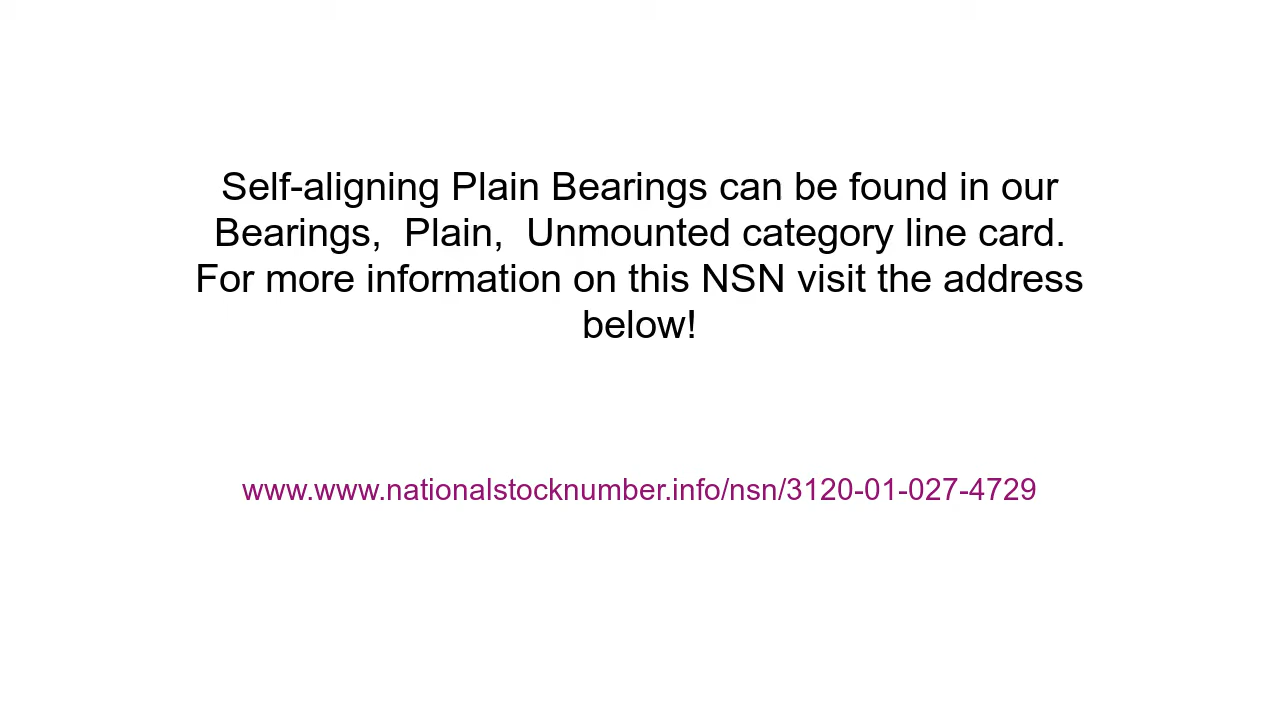 Self-aligning Plain Bearings can be found in our
Bearings,  Plain,  Unmounted category line card.
For more information on this NSN visit the address
below!
www.www.nationalstocknumber.info/nsn/3120-01-027-4729